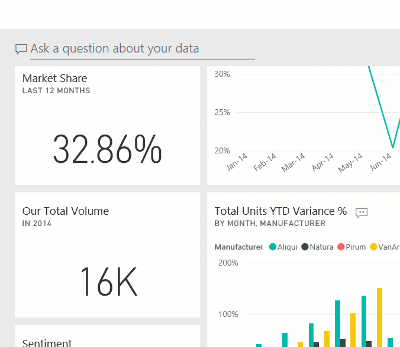 Ask a question about your data
Market Share
LAST 12 MONTHS
32.86%
30%
25%
20%
Jan-14
Feb-14
Mar-14
Apr-14
May-14
Jun-14
Our Total Volume
IN 2014
16K
Total Units YTD Variance %
BY MONTH, MANUFACTURER
Manufacturer Aliqui Natura Pirum VanAr
200%
100%
Sentiment